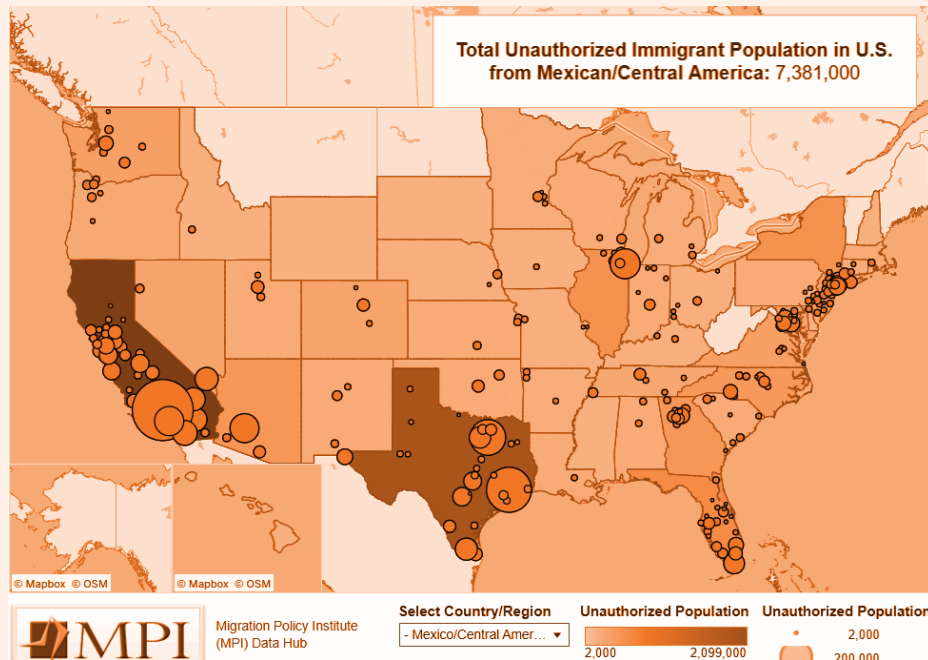 Total Unauthorized Immigrant Population in U.S.
from Mexican/Central America: 7,381,000
© Mapbox © OSM
© Mapbox © OSM
MPI
Migration Policy Institute
(MPI) Data Hub
Select Country/Region
- Mexico/Central Amer...
Unauthorized Population
2,000 2,099,000
Unauthorized Population
2,000
200,000